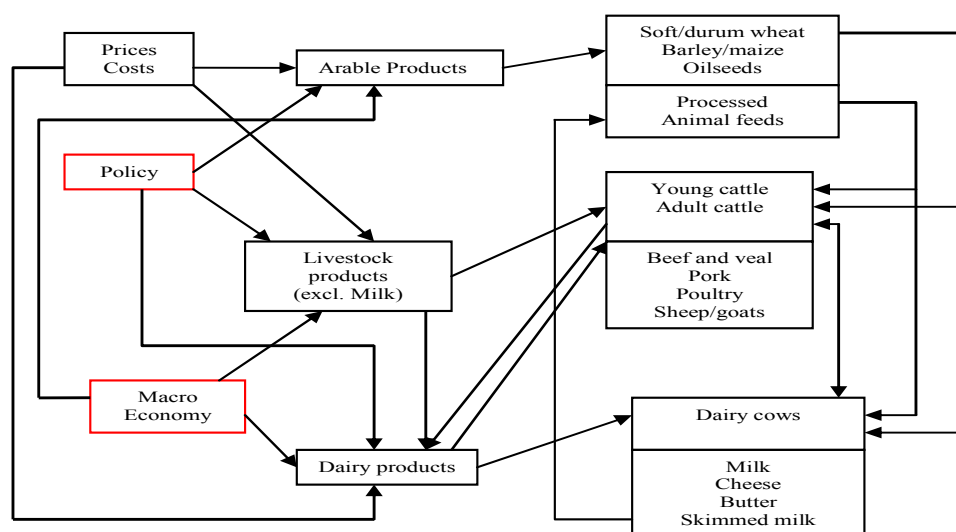 Prices
Costs
Arable Products
Soft/durum wheat
Barley/maize
Oilseeds
Processed
Animal feeds
Policy
Young cattle
Adult cattle
Livestock
products
(excl. Milk)
Beef and veal
Pork
Poultry
Sheep/goats
Macro
Economy
Dairy products
Dairy cows
Milk
Cheese
Butter
Skimmed milk